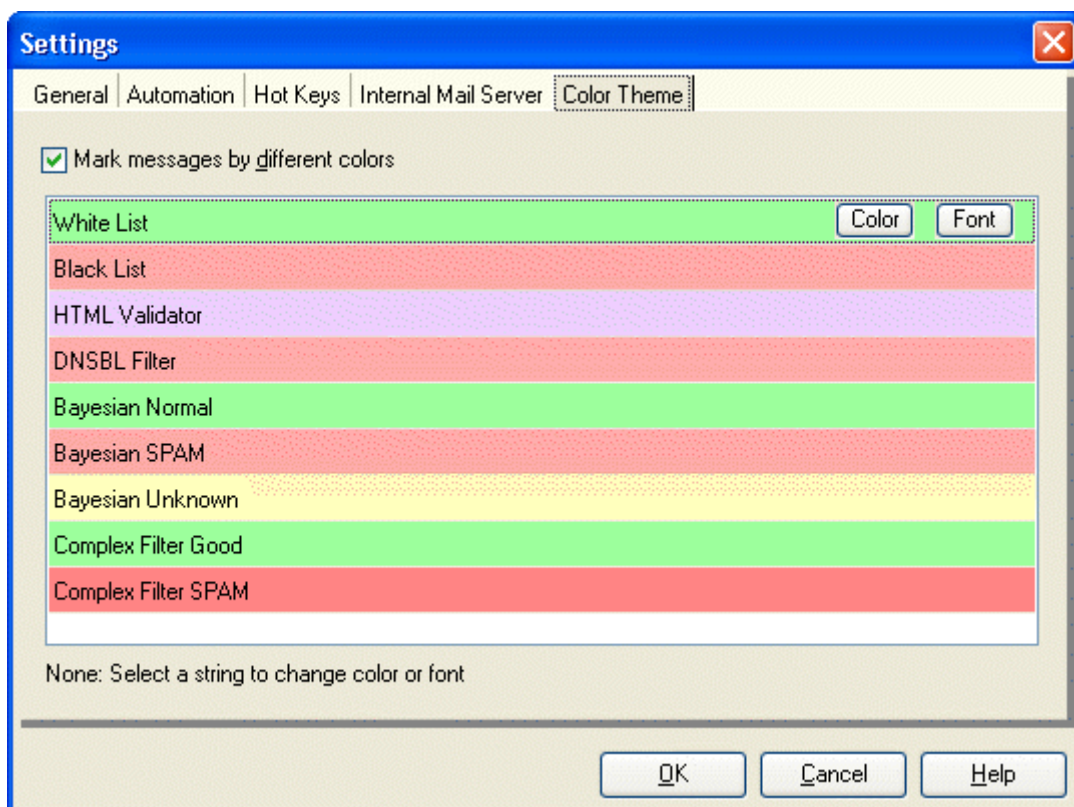 Settings
General Automation Hot Keys Internal Mail Server Color Theme
Mark messages by different colors
White List Color Font
Black List
HTML Validator
DNSBL Filter
Bayesian Normal
Bayesian SPAM
Bayesian Unknown
Complex Filter Good
Complex Filter SPAM
None: Select a string to change color or font
OK Cancel Help